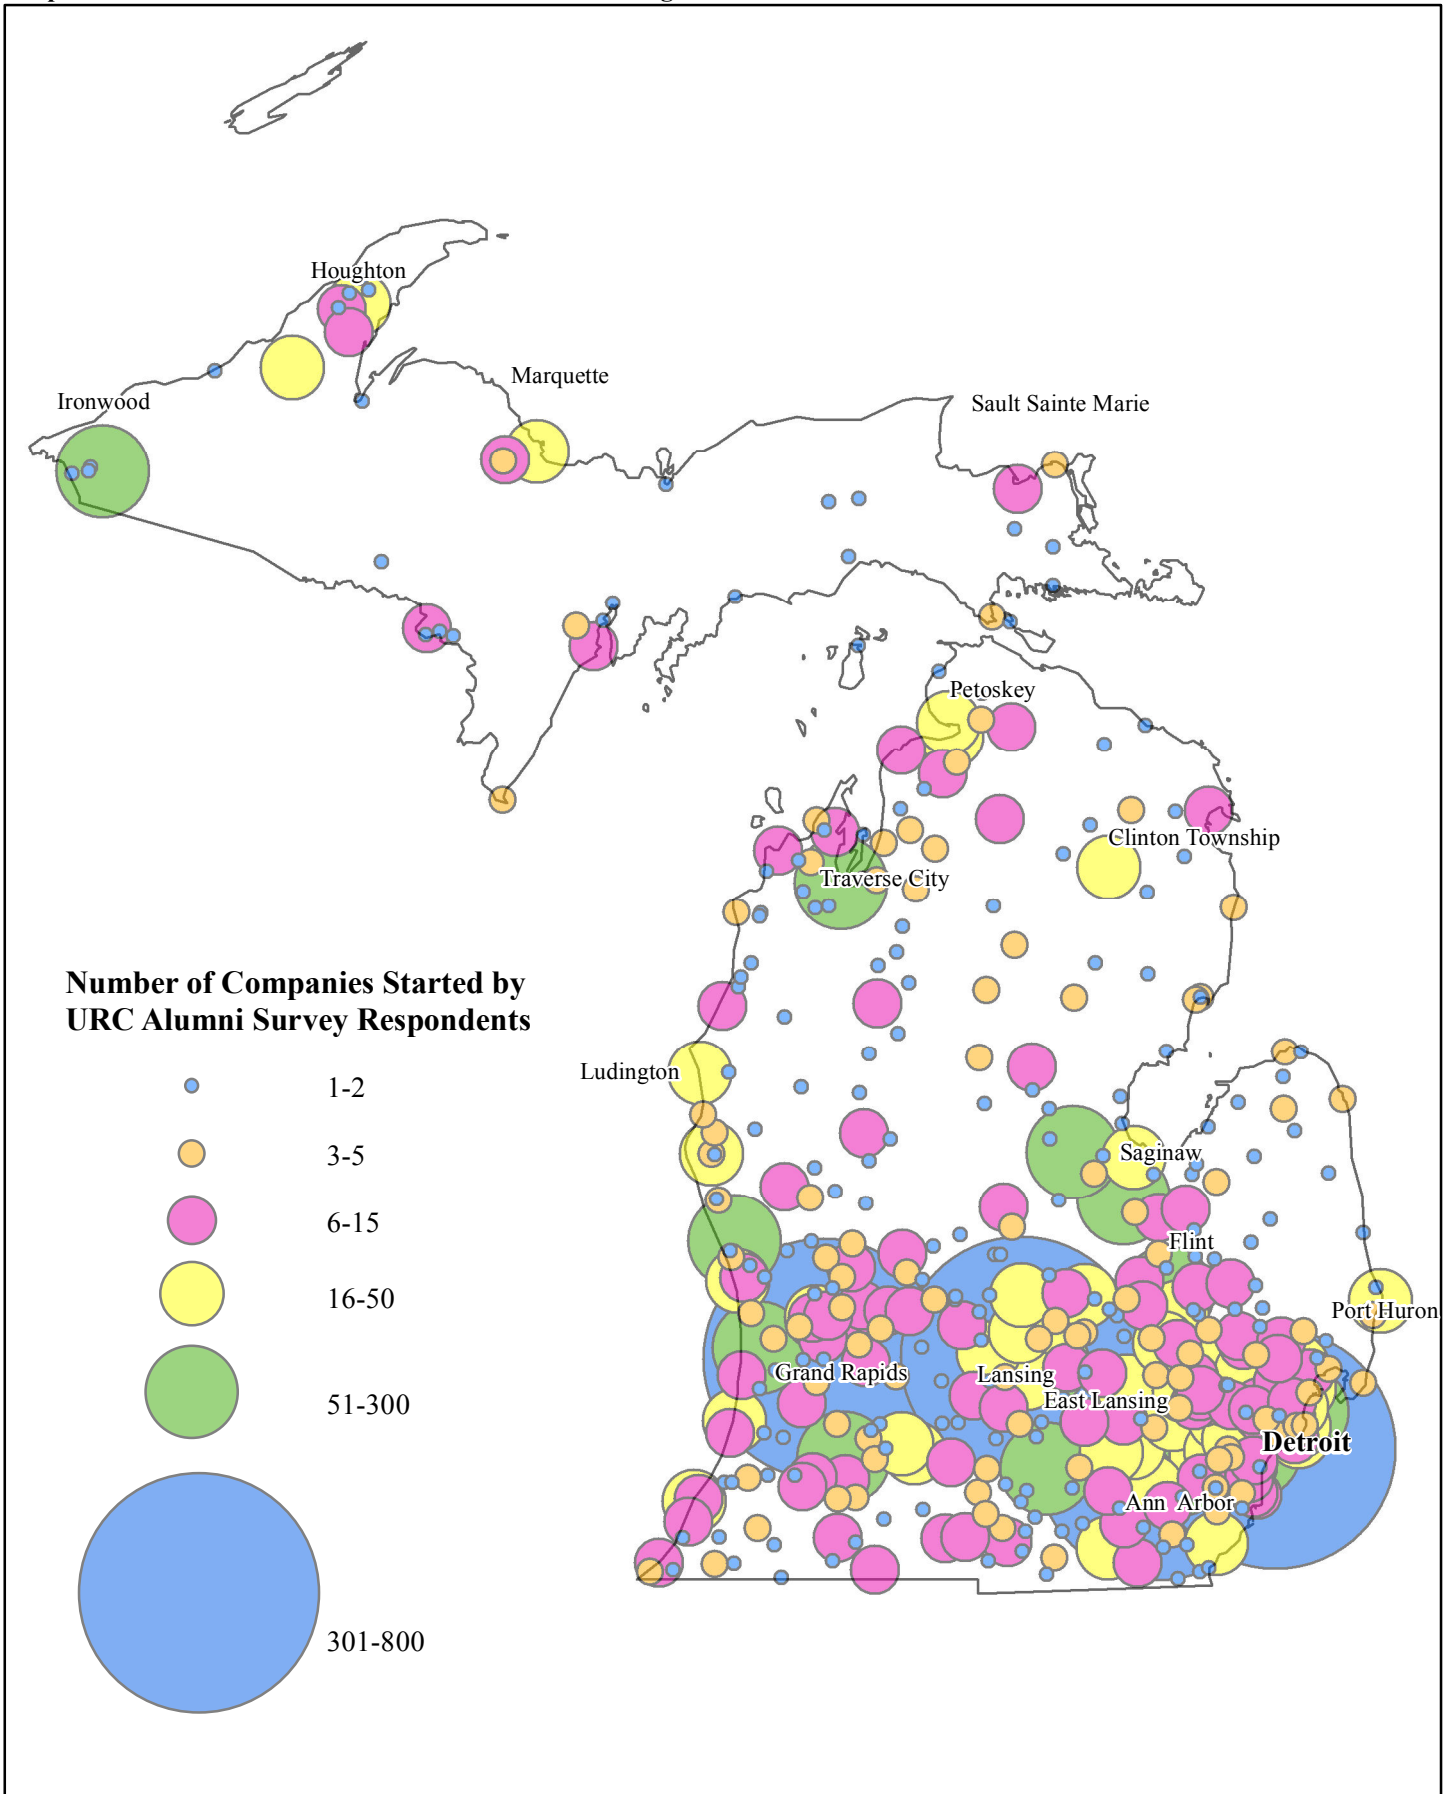 Houghton
Marquette
Ironwood
Sault Sainte Marie
Petoskey
Clinton Township
Traverse City
Number of Companies Started by
URC Alumni Survey Respondents
Ludington
1-2
3-5
Saginaw
6-15
Flint
16-50
Port Huron
Grand Rapids
Lansing
East Lansing
51-300
Detroit
Ann Arbor
301-800